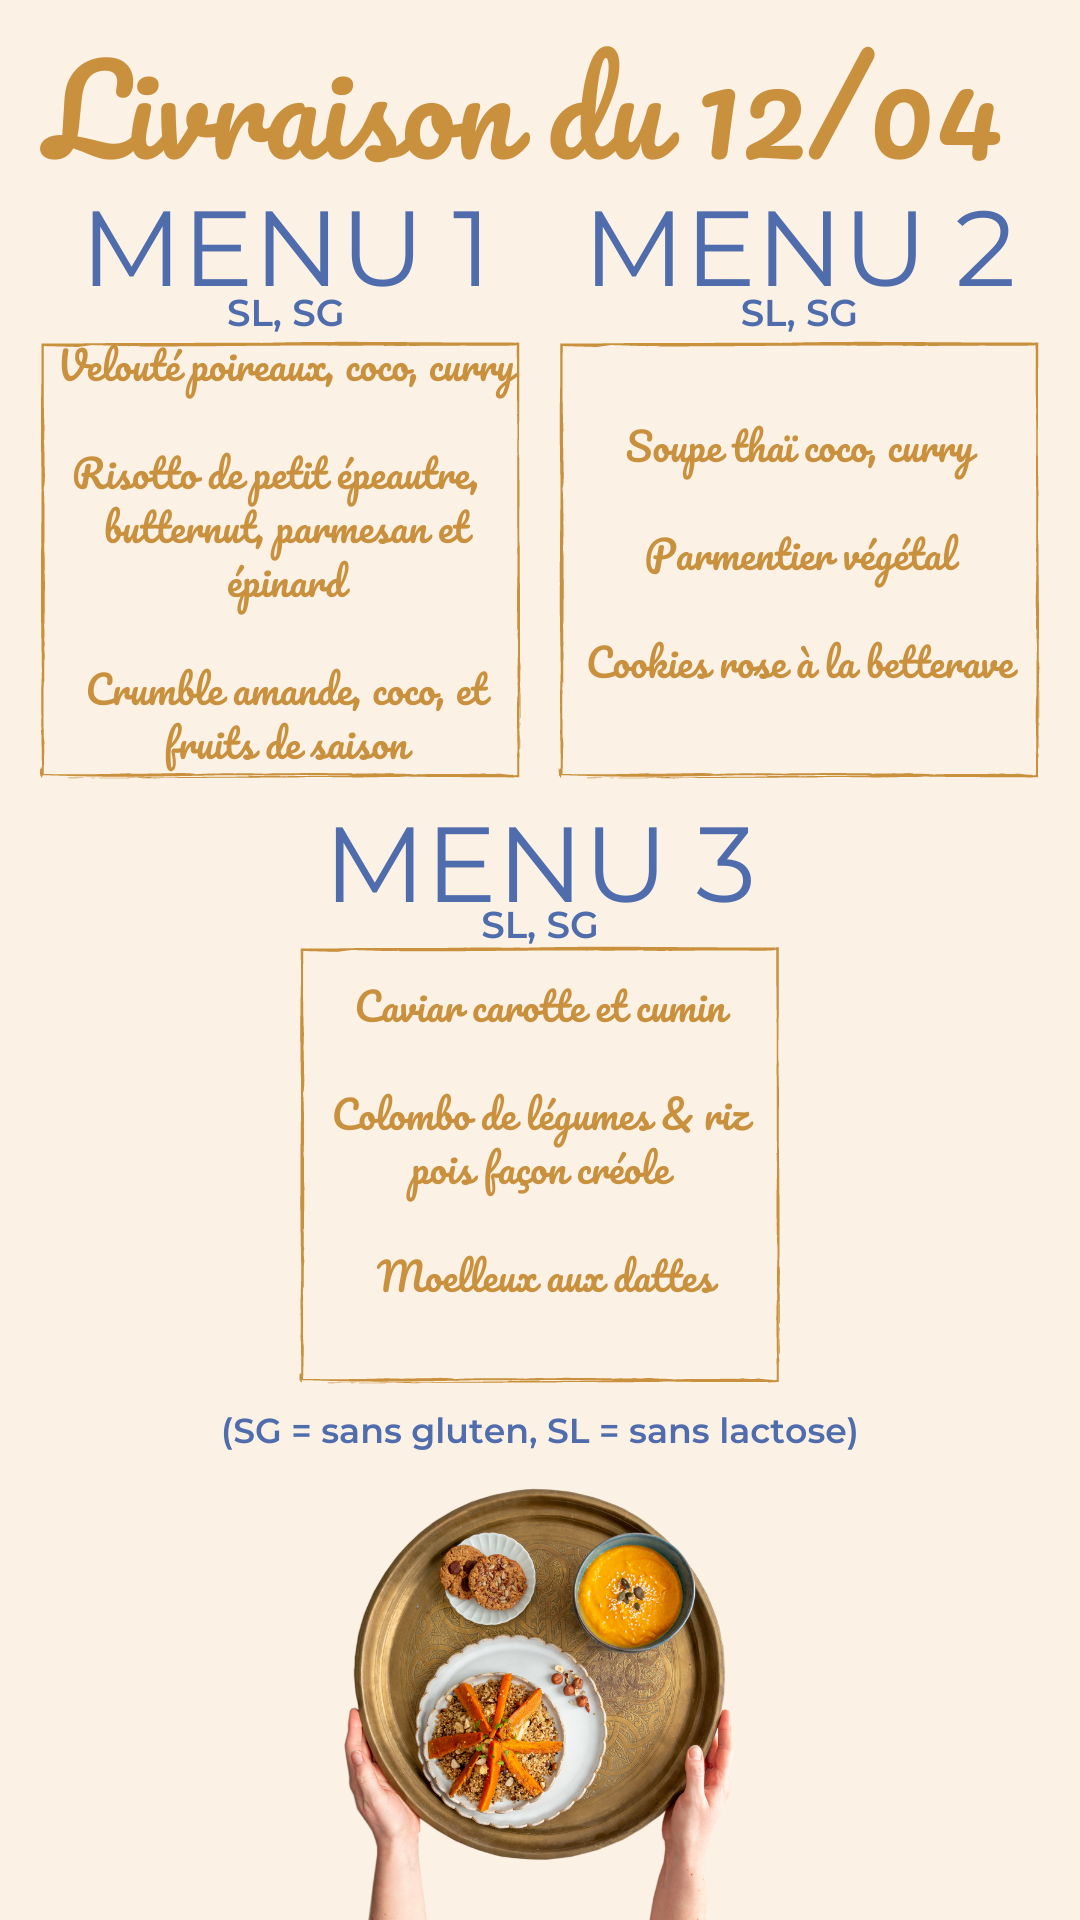 Livraison du 12/04
MENU 1
SL, SG
Velouté poireaux, coco, curry
Risotto de petit épeautre,
butternut, parmesan et
épinard
Crumble amande, coco, et
fruits de saison
MENU 2
SL, SG
Soupe thaï coco, curry
Parmentier végétal
Cookies rose à la betterave
MENU 3
SL, SG
Caviar carotte et cumin
Colombo de légumes & riz
pois façon créole
Moelleux aux dattes
(SG = sans gluten, SL = sans lactose)